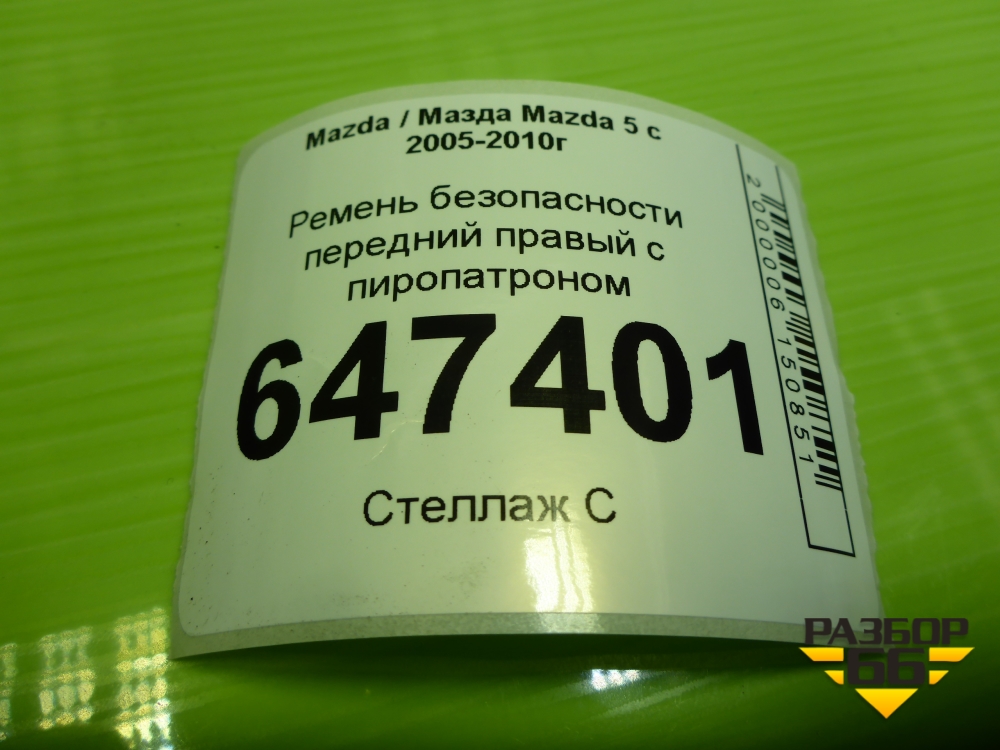 Mazda / Мазда Mazda 5 с
2005-2010г
Ремень безопасности
передний правый с
пиропатроном
647401
Стеллаж С
2000006150851
РАЗБОР
66